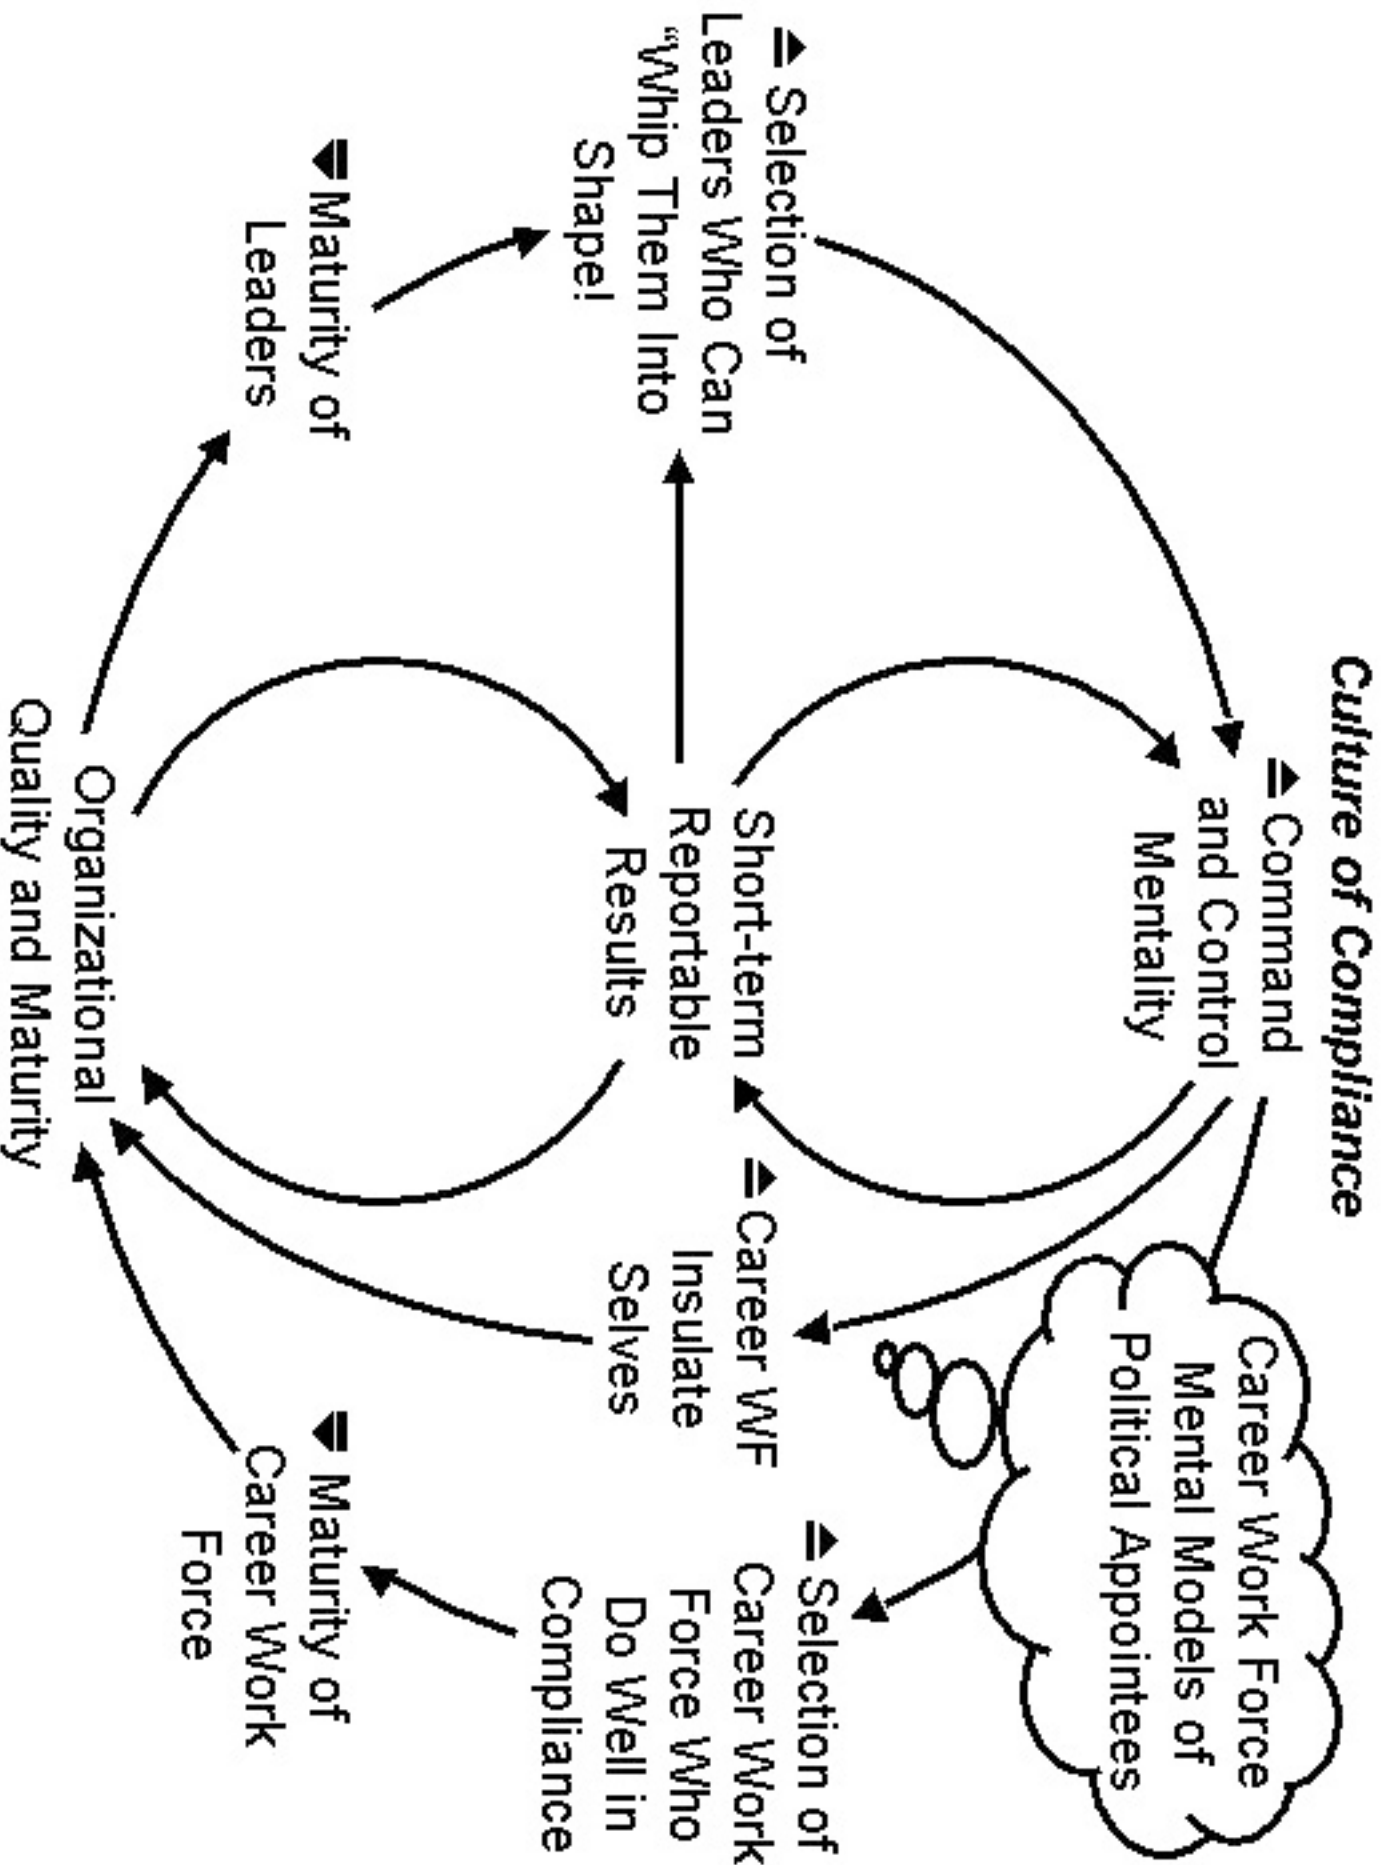 Culture of Compliance
Command
and Control
Mentality
Career Work Force
Mental Models of
Political Appointees
Selection of
Leaders Who Can
“Whip Them Into
Shape!
Short-term
Reportable
Results
Career WF
Insulate
Selves
Selection of
Career Work
Force Who
Do Well in
Compliance
Maturity of
Leaders
Maturity of
Career Work
Force
Organizational
Quality and Maturity